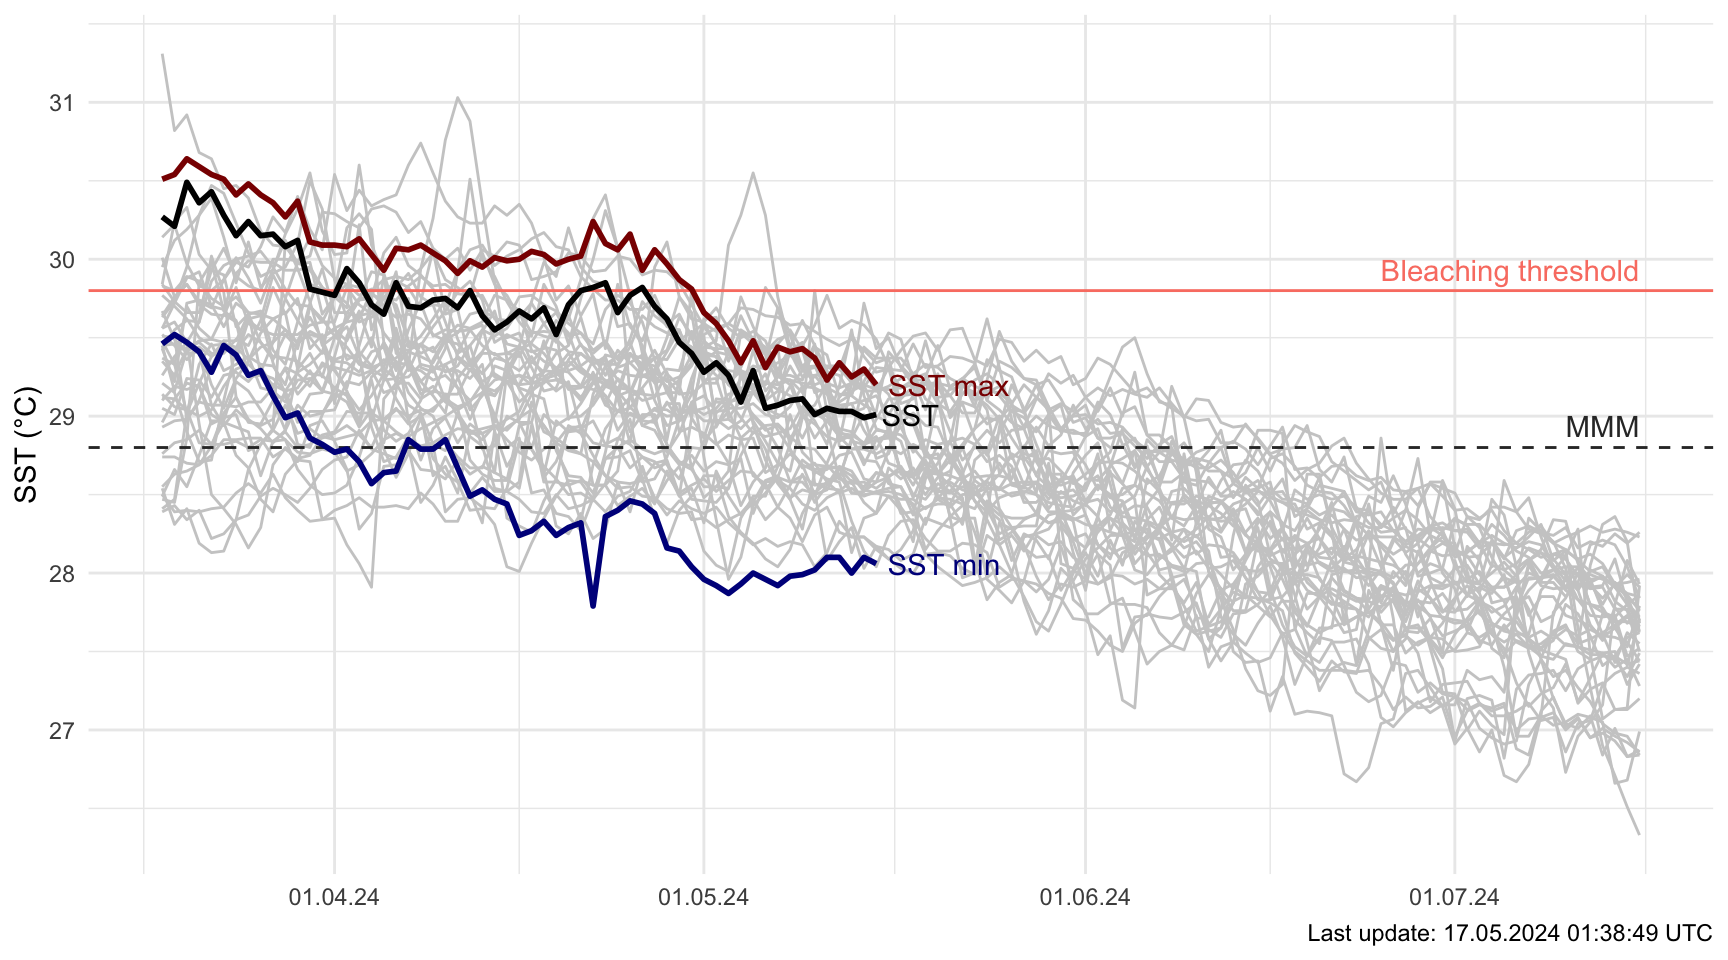 31
30
29
28
27
SST (°C)
Bleaching threshold
MMM
SST max
SST
SST min
01.04.24
01.05.24
01.06.24
01.07.24
Last update: 17.05.2024 01:38:49 UTC